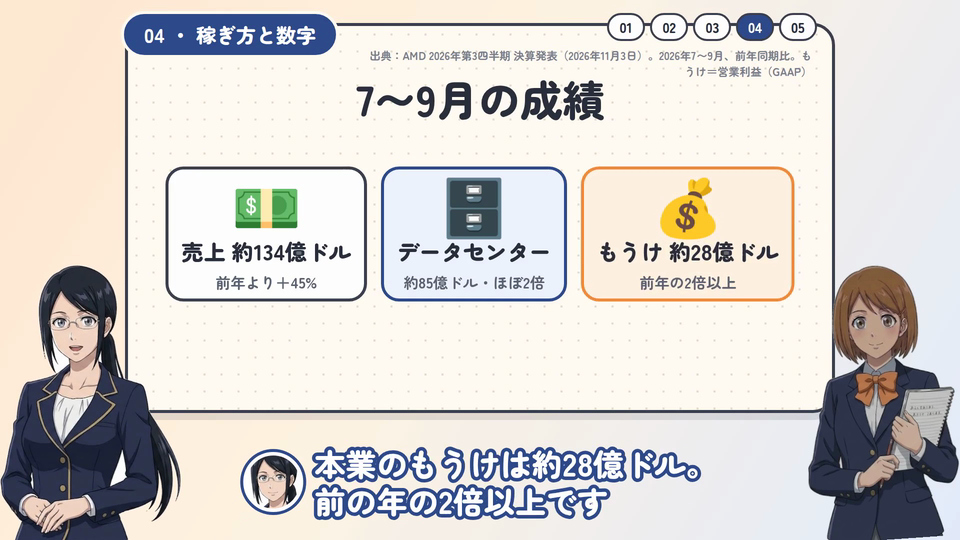 04 ・ 稼ぎ方と数字
01 02 03 04 05
出典：AMD 2026年第3四半期 決算発表（2026年11月3日）。2026年7〜9月、前年同期比。も
うけ＝営業利益（GAAP）
7〜9月の成績
$
売上 約134億ドル
前年より＋45%
データセンター
約85億ドル・ほぼ2倍
$
もうけ 約28億ドル
前年の2倍以上
本業のもうけは約28億ドル。
前の年の2倍以上です